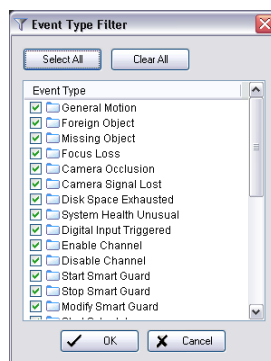 Event Type Filter
Select All Clear All
Event Type
General Motion
Foreign Object
Missing Object
Focus Loss
Camera Occlusion
Camera Signal Lost
Disk Space Exhausted
System Health Unusual
Digital Input Triggered
Enable Channel
Disable Channel
Start Smart Guard
Stop Smart Guard
Modify Smart Guard
OK Cancel